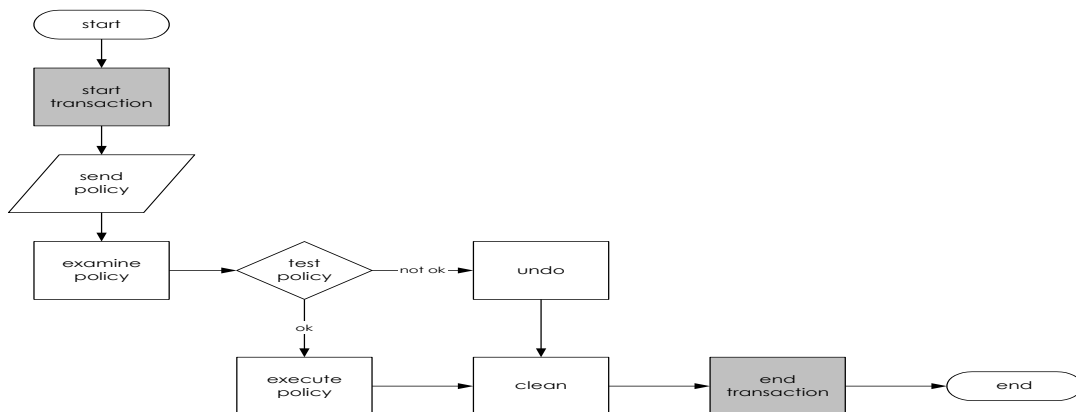 start
start
transaction
send
policy
examine
policy
test
policy
not ok
undo
ok
execute
policy
clean
end
transaction
end